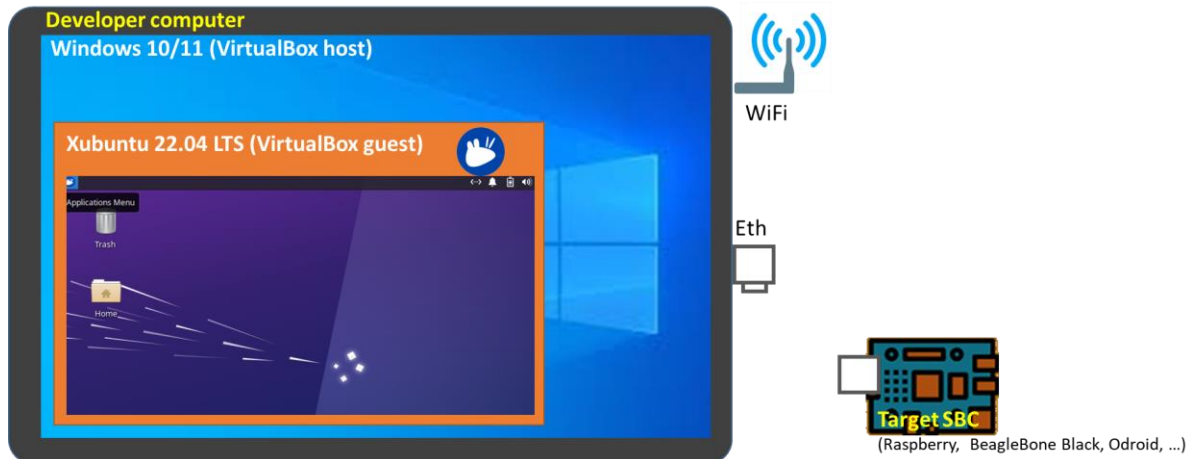 Developer computer
Windows 10/11 (VirtualBox host)
WiFi
Xubuntu 22.04 LTS (VirtualBox guest)
Applications Menu
Trash
Home
Eth
Target SBC
(Raspberry, BeagleBone Black, Odroid, ...)